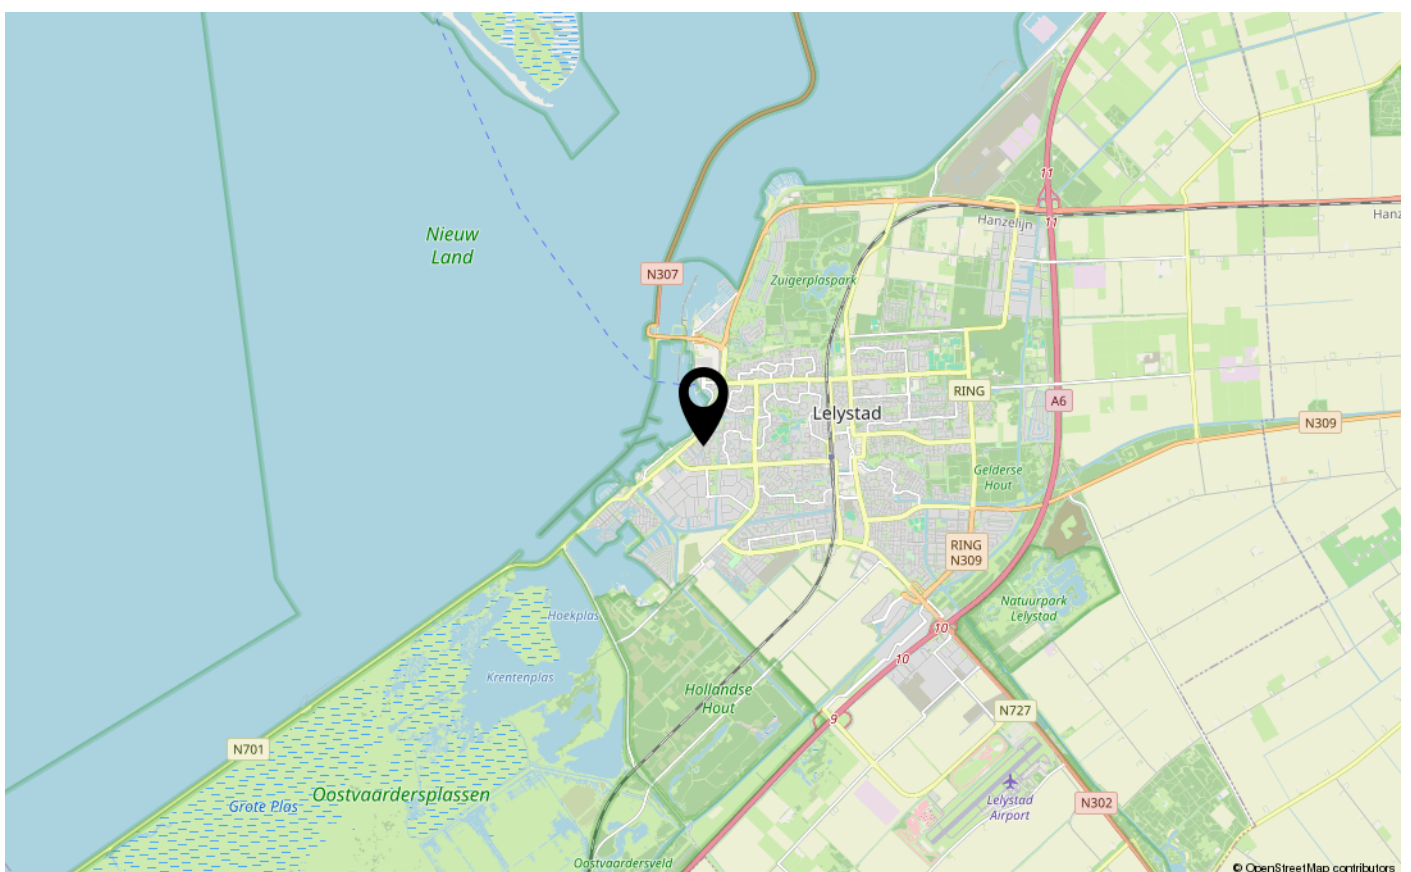 11
Hanzelijn
11
Hanz
Nieuw
Land
N307
Zuigerplaspark
RING
A6
Lelystad
N309
Gelderse
Hout
RING
N309
Natuurpark
Lelystad
Hoekplas
10
10
Krentenplas
Hollandse
Hout
9
N727
N701
Oostvaardersplassen
Grote Plas
Lelystad
Airport
N302
Oostvaardersveld
© OpenStreetMap contributors